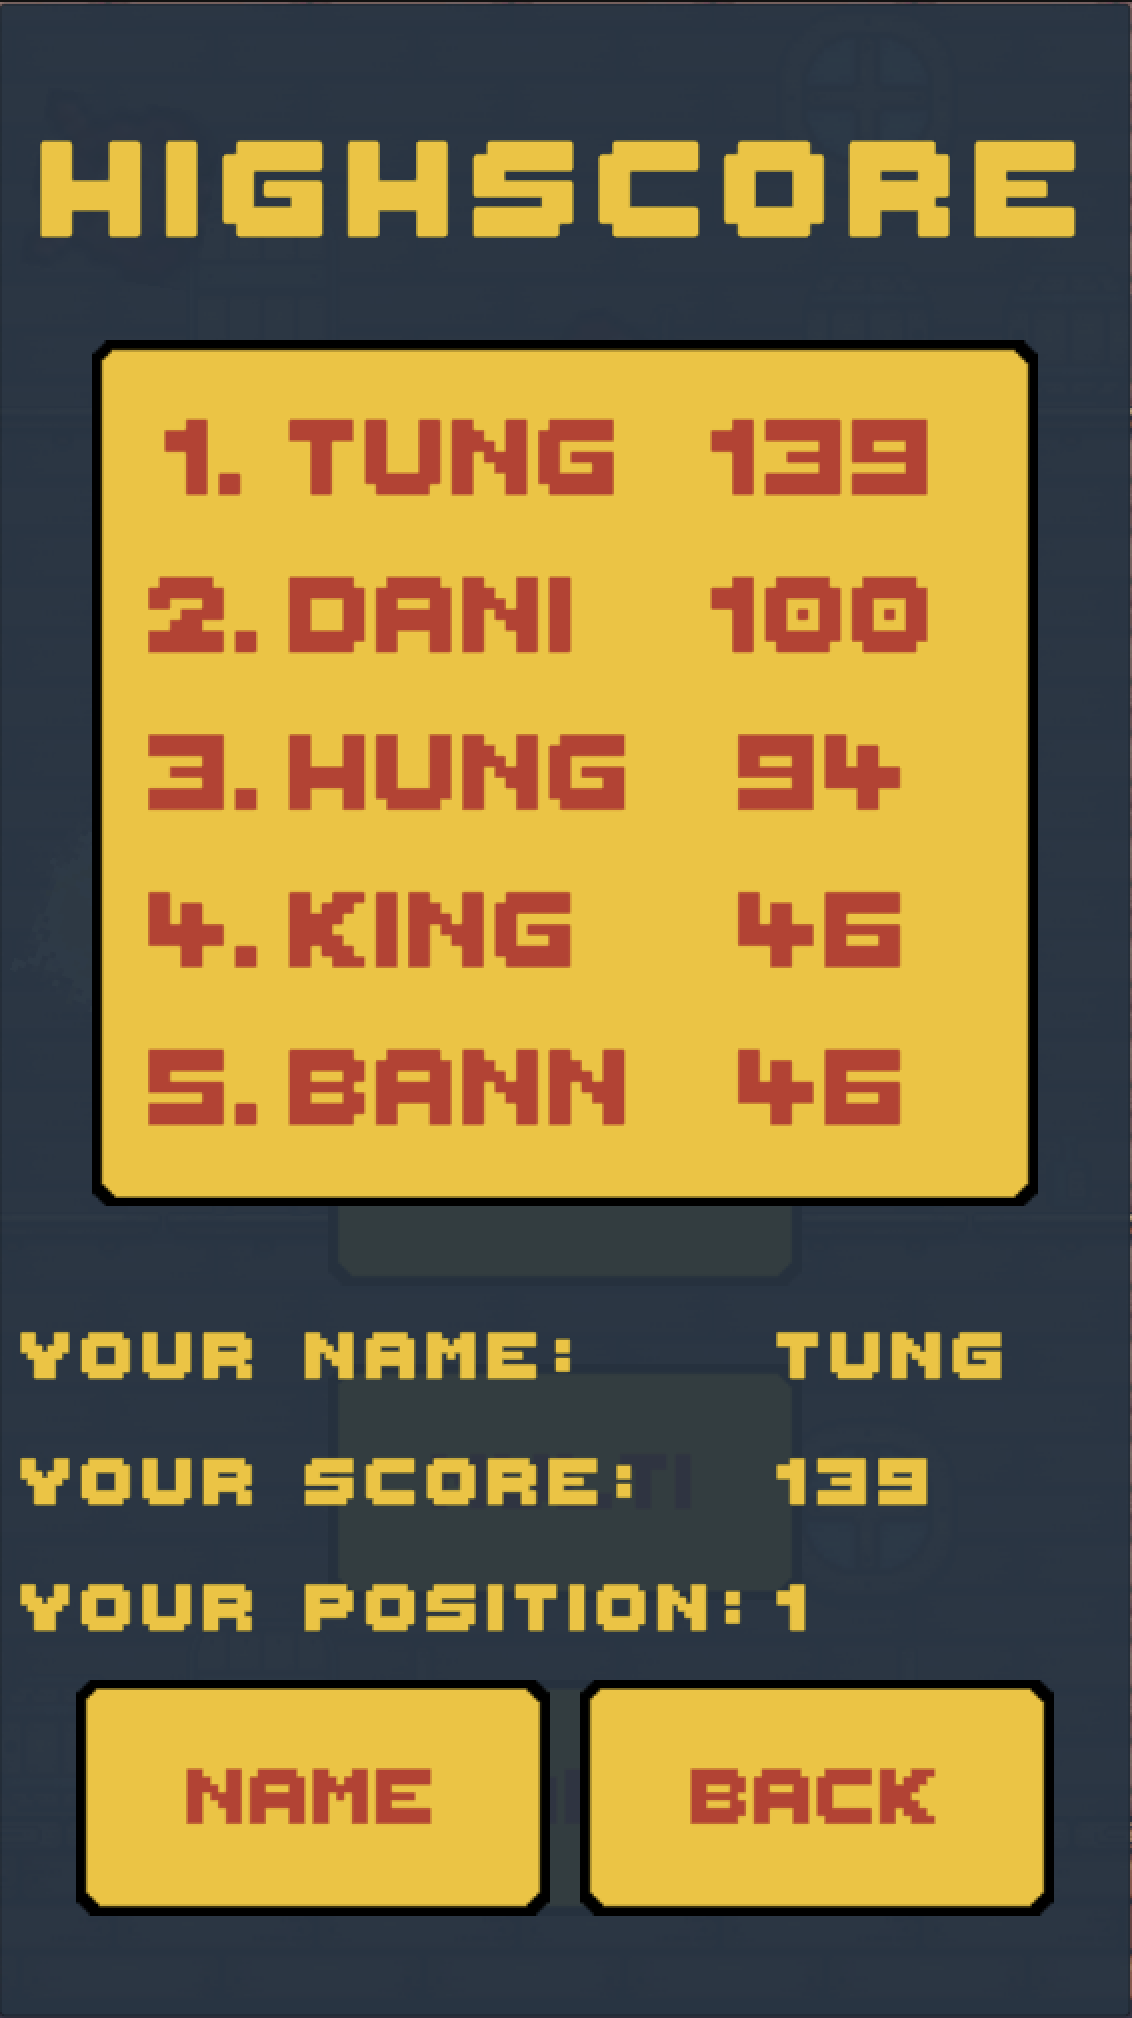 HIGHSCORE
1. TUNG 139
2. DANI 100
3. HUNG 94
4. KING 46
5. BANN 46
YOUR NAME: TUNG
YOUR SCORE: 139
YOUR POSITION: 1
NAME BACK